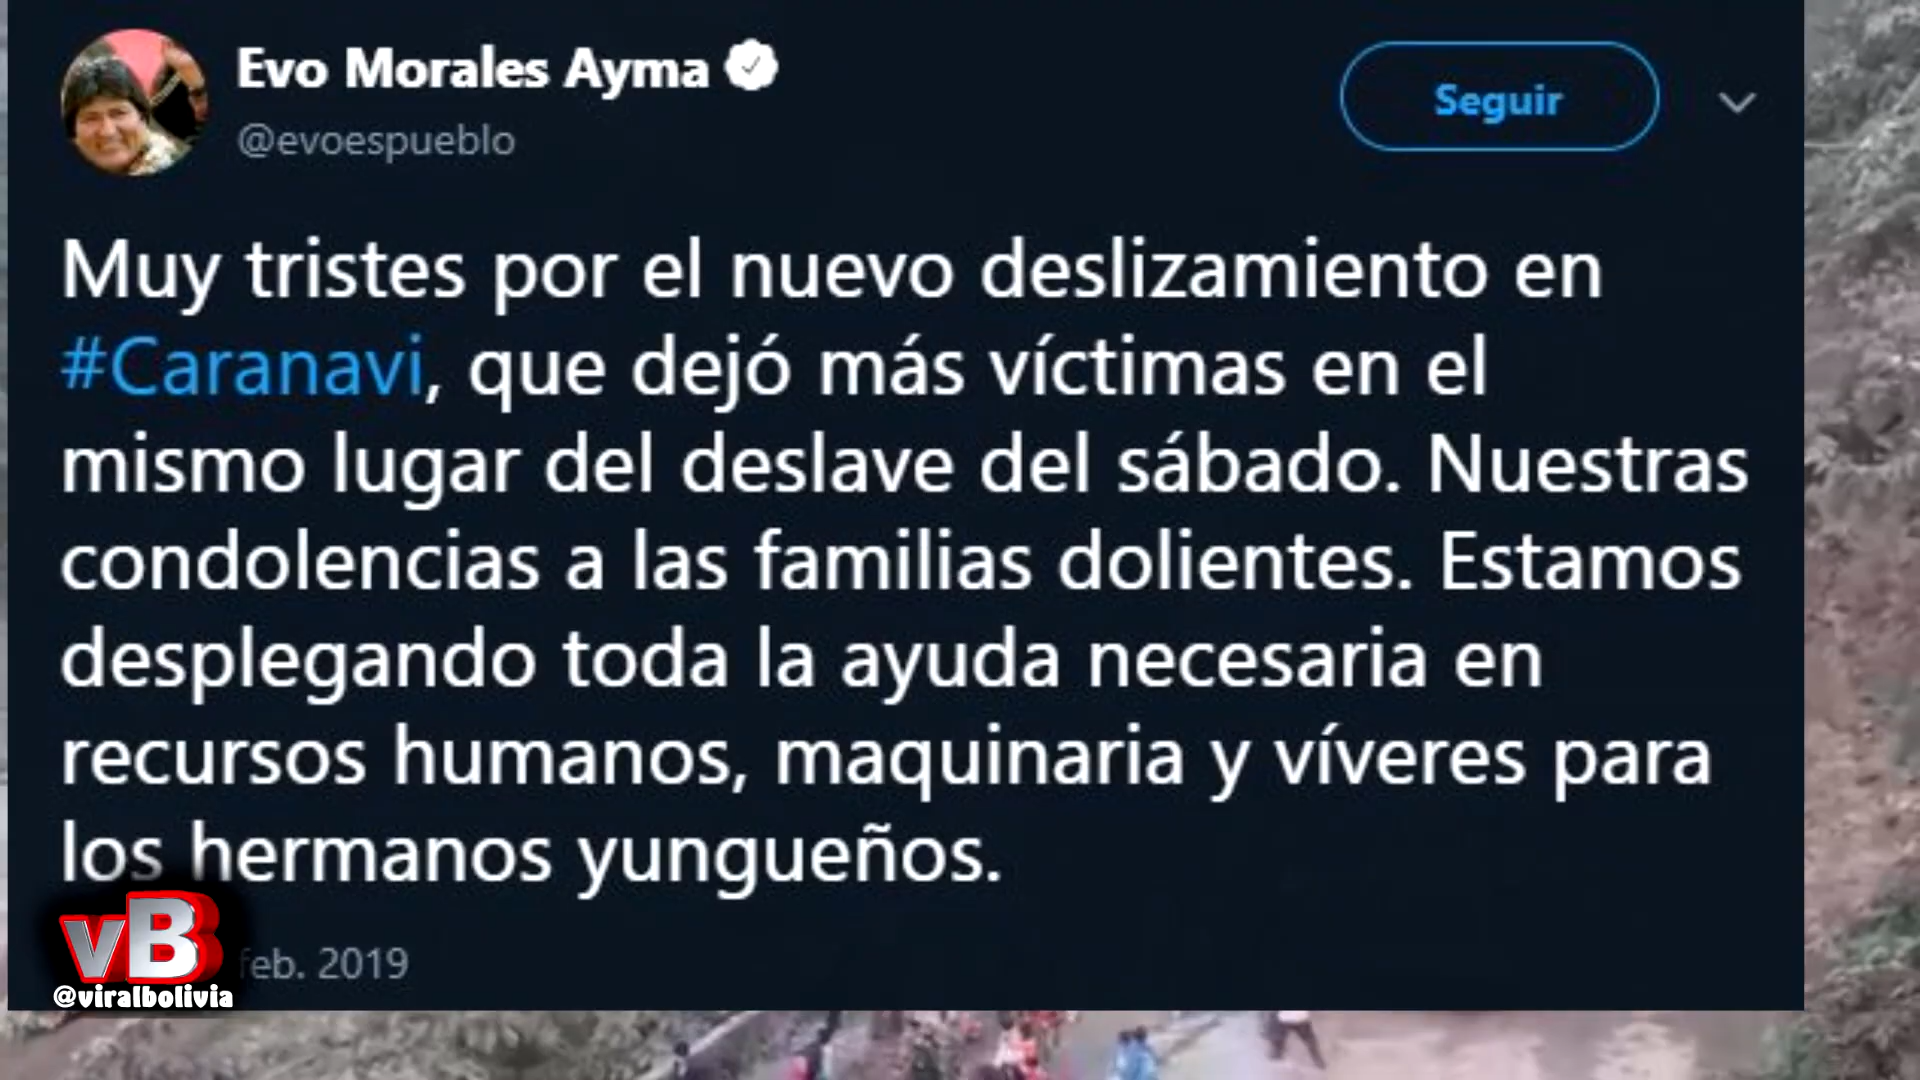 Evo Morales Ayma
@evoespueblo
Seguir
Muy tristes por el nuevo deslizamiento en
#Caranavi, que dejó más víctimas en el
mismo lugar del deslave del sábado. Nuestras
condolencias a las familias dolientes. Estamos
desplegando toda la ayuda necesaria en
recursos humanos, maquinaria y víveres para
los hermanos yungueños.
feb. 2019
vB
@viralbolivia